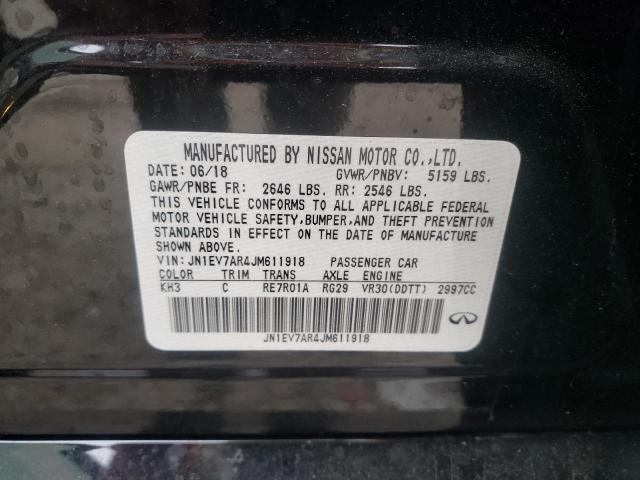 MANUFACTURED BY NISSAN MOTOR CO.,LTD.
DATE: 06/18 GVWR/PNBV: 5159 LBS.
GAWR/PNBE FR: 2646 LBS. RR: 2546 LBS.
THIS VEHICLE CONFORMS TO ALL APPLICABLE FEDERAL
MOTOR VEHICLE SAFETY,BUMPER,AND THEFT PREVENTION
STANDARDS IN EFFECT ON THE DATE OF MANUFACTURE
SHOWN ABOVE.
VIN:JN1EV7AR4JM611918 PASSENGER CAR
COLOR TRIM TRANS AXLE ENGINE
KH3 C RE7R01A RG29 VR30(DDTT) 2997CC
JN1EV7AR4JM611918